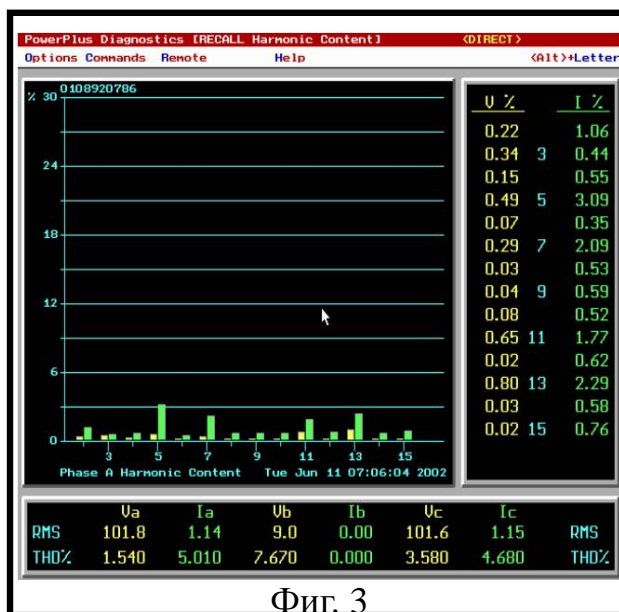 PowerPlus Diagnostics [RECALL Harmonic Content] <DIRECT>
Options Commands Remote Help <Alt>+Letter
0108920786
% 30
24
18
12
6
0
3 5 7 9 11 13 15
Phase A Harmonic Content Tue Jun 11 07:06:04 2002
V % I %
0.22 1.06
0.34 3 0.44
0.15 0.55
0.49 5 3.09
0.07 0.35
0.29 7 2.09
0.03 0.53
0.04 9 0.59
0.08 0.52
0.65 11 1.77
0.02 0.62
0.80 13 2.29
0.03 0.58
0.02 15 0.76
Va Ia Vb Ib Vc Ic
RMS 101.8 1.14 9.0 0.00 101.6 1.15 RMS
THD% 1.540 5.010 7.670 0.000 3.580 4.680 THD%
Фиг. 3